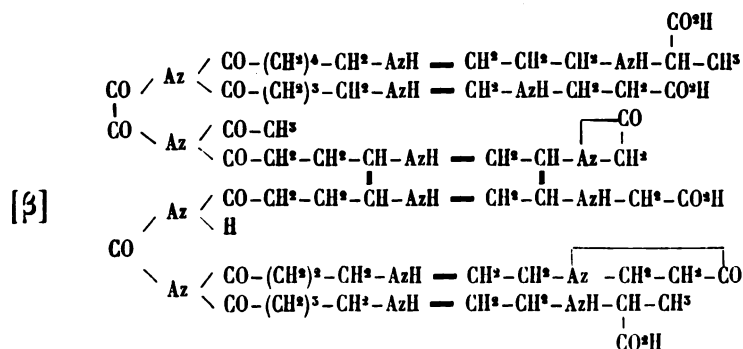 CO²H
CO–(CH²)⁴–CH²–AzH — CH²–CH²–CH²–AzH–CH–CH³
Az
CO–(CH²)³–CH²–AzH — CH²–AzH–CH²–CH²–CO²H
CO
CO
CO–CH³
CO
Az
CO–CH²–CH²–CH–AzH — CH²–CH–Az–CH²
[β]
CO–CH²–CH²–CH–AzH — CH²–CH–AzH–CH²–CO²H
Az
H
CO
CO–(CH²)²–CH²–AzH — CH²–CH²–Az –CH²–CH²–CO
Az
CO–(CH²)³–CH²–AzH — CH²–CH²–AzH–CH–CH³
CO²H